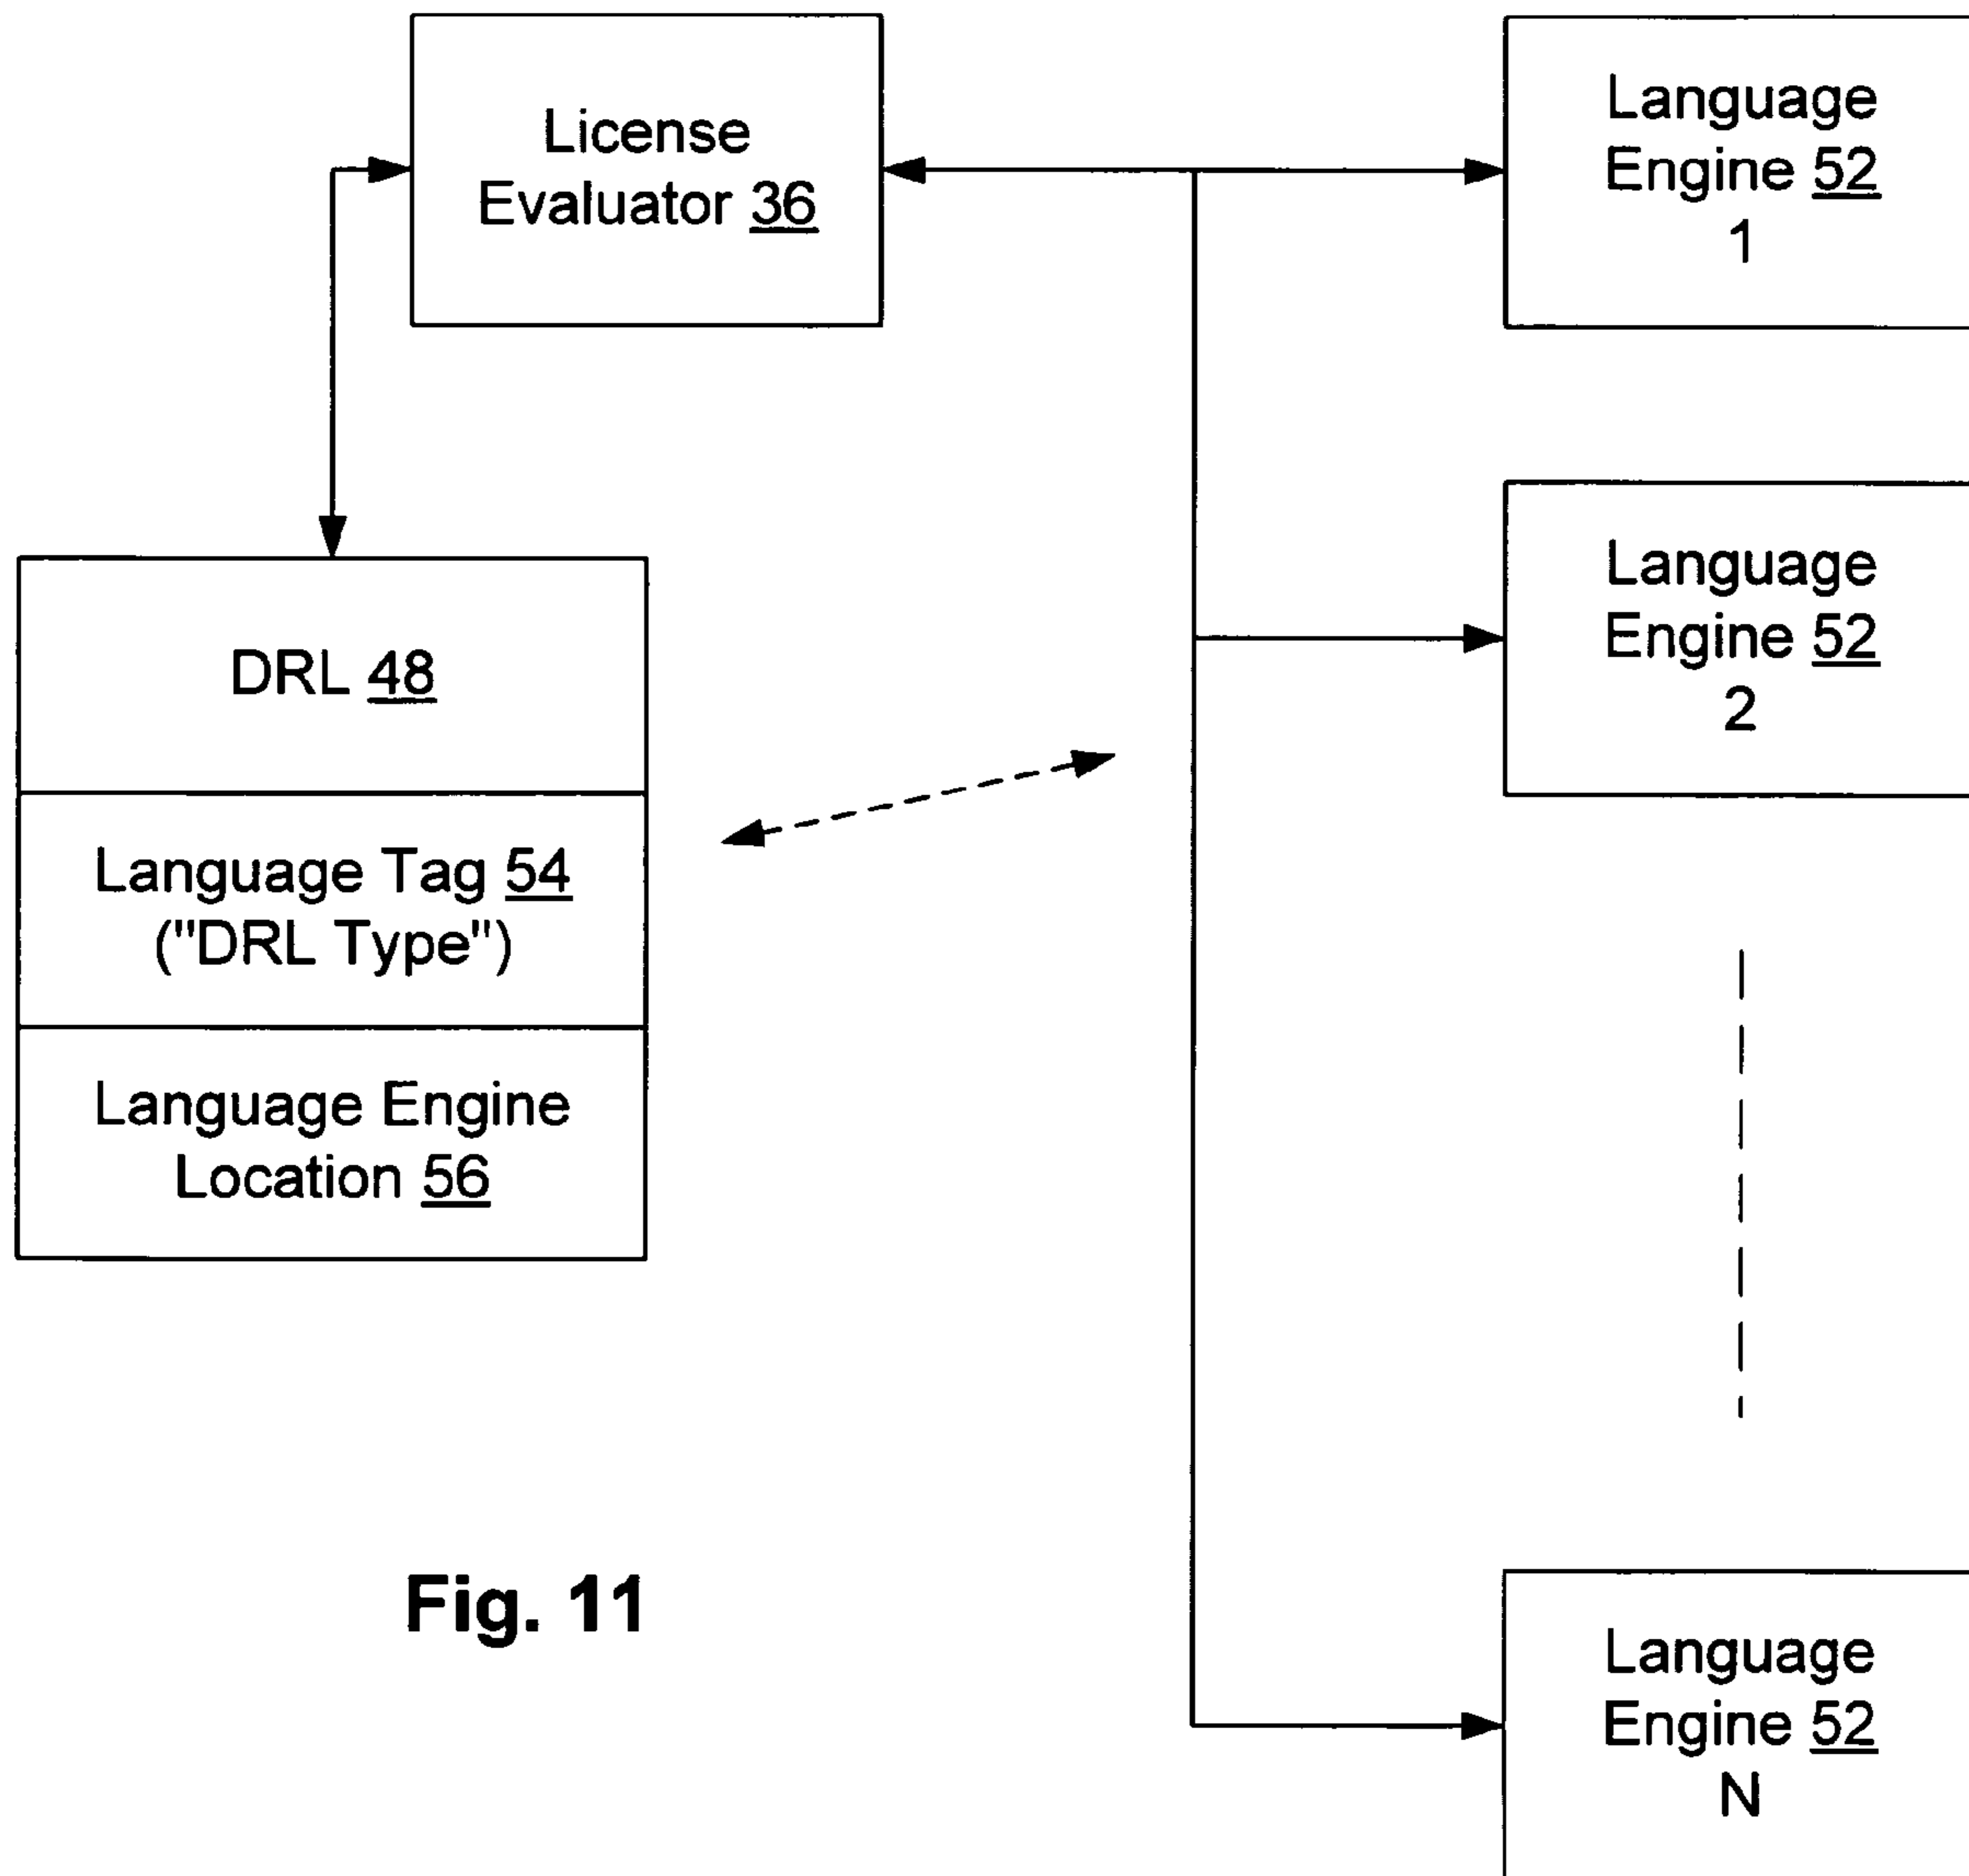 License
Evaluator 36
Language
Engine 52
1
Language
Engine 52
2
DRL 48
Language Tag 54
("DRL Type")
Language Engine
Location 56
Fig. 11
Language
Engine 52
N